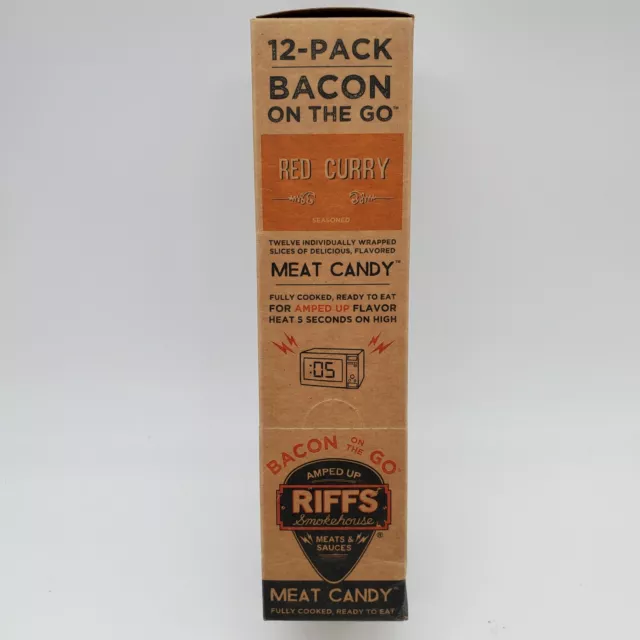 12-PACK
BACON
ON THE GO™
RED CURRY
SEASONED
TWELVE INDIVIDUALLY WRAPPED
SLICES OF DELICIOUS, FLAVORED
MEAT CANDY™
FULLY COOKED, READY TO EAT
FOR AMPED UP FLAVOR
HEAT 5 SECONDS ON HIGH
:05
BACON ON THE GO™
AMPED UP
RIFFS
Smokehouse
MEATS &
SAUCES
®
MEAT CANDY™
FULLY COOKED, READY TO EAT